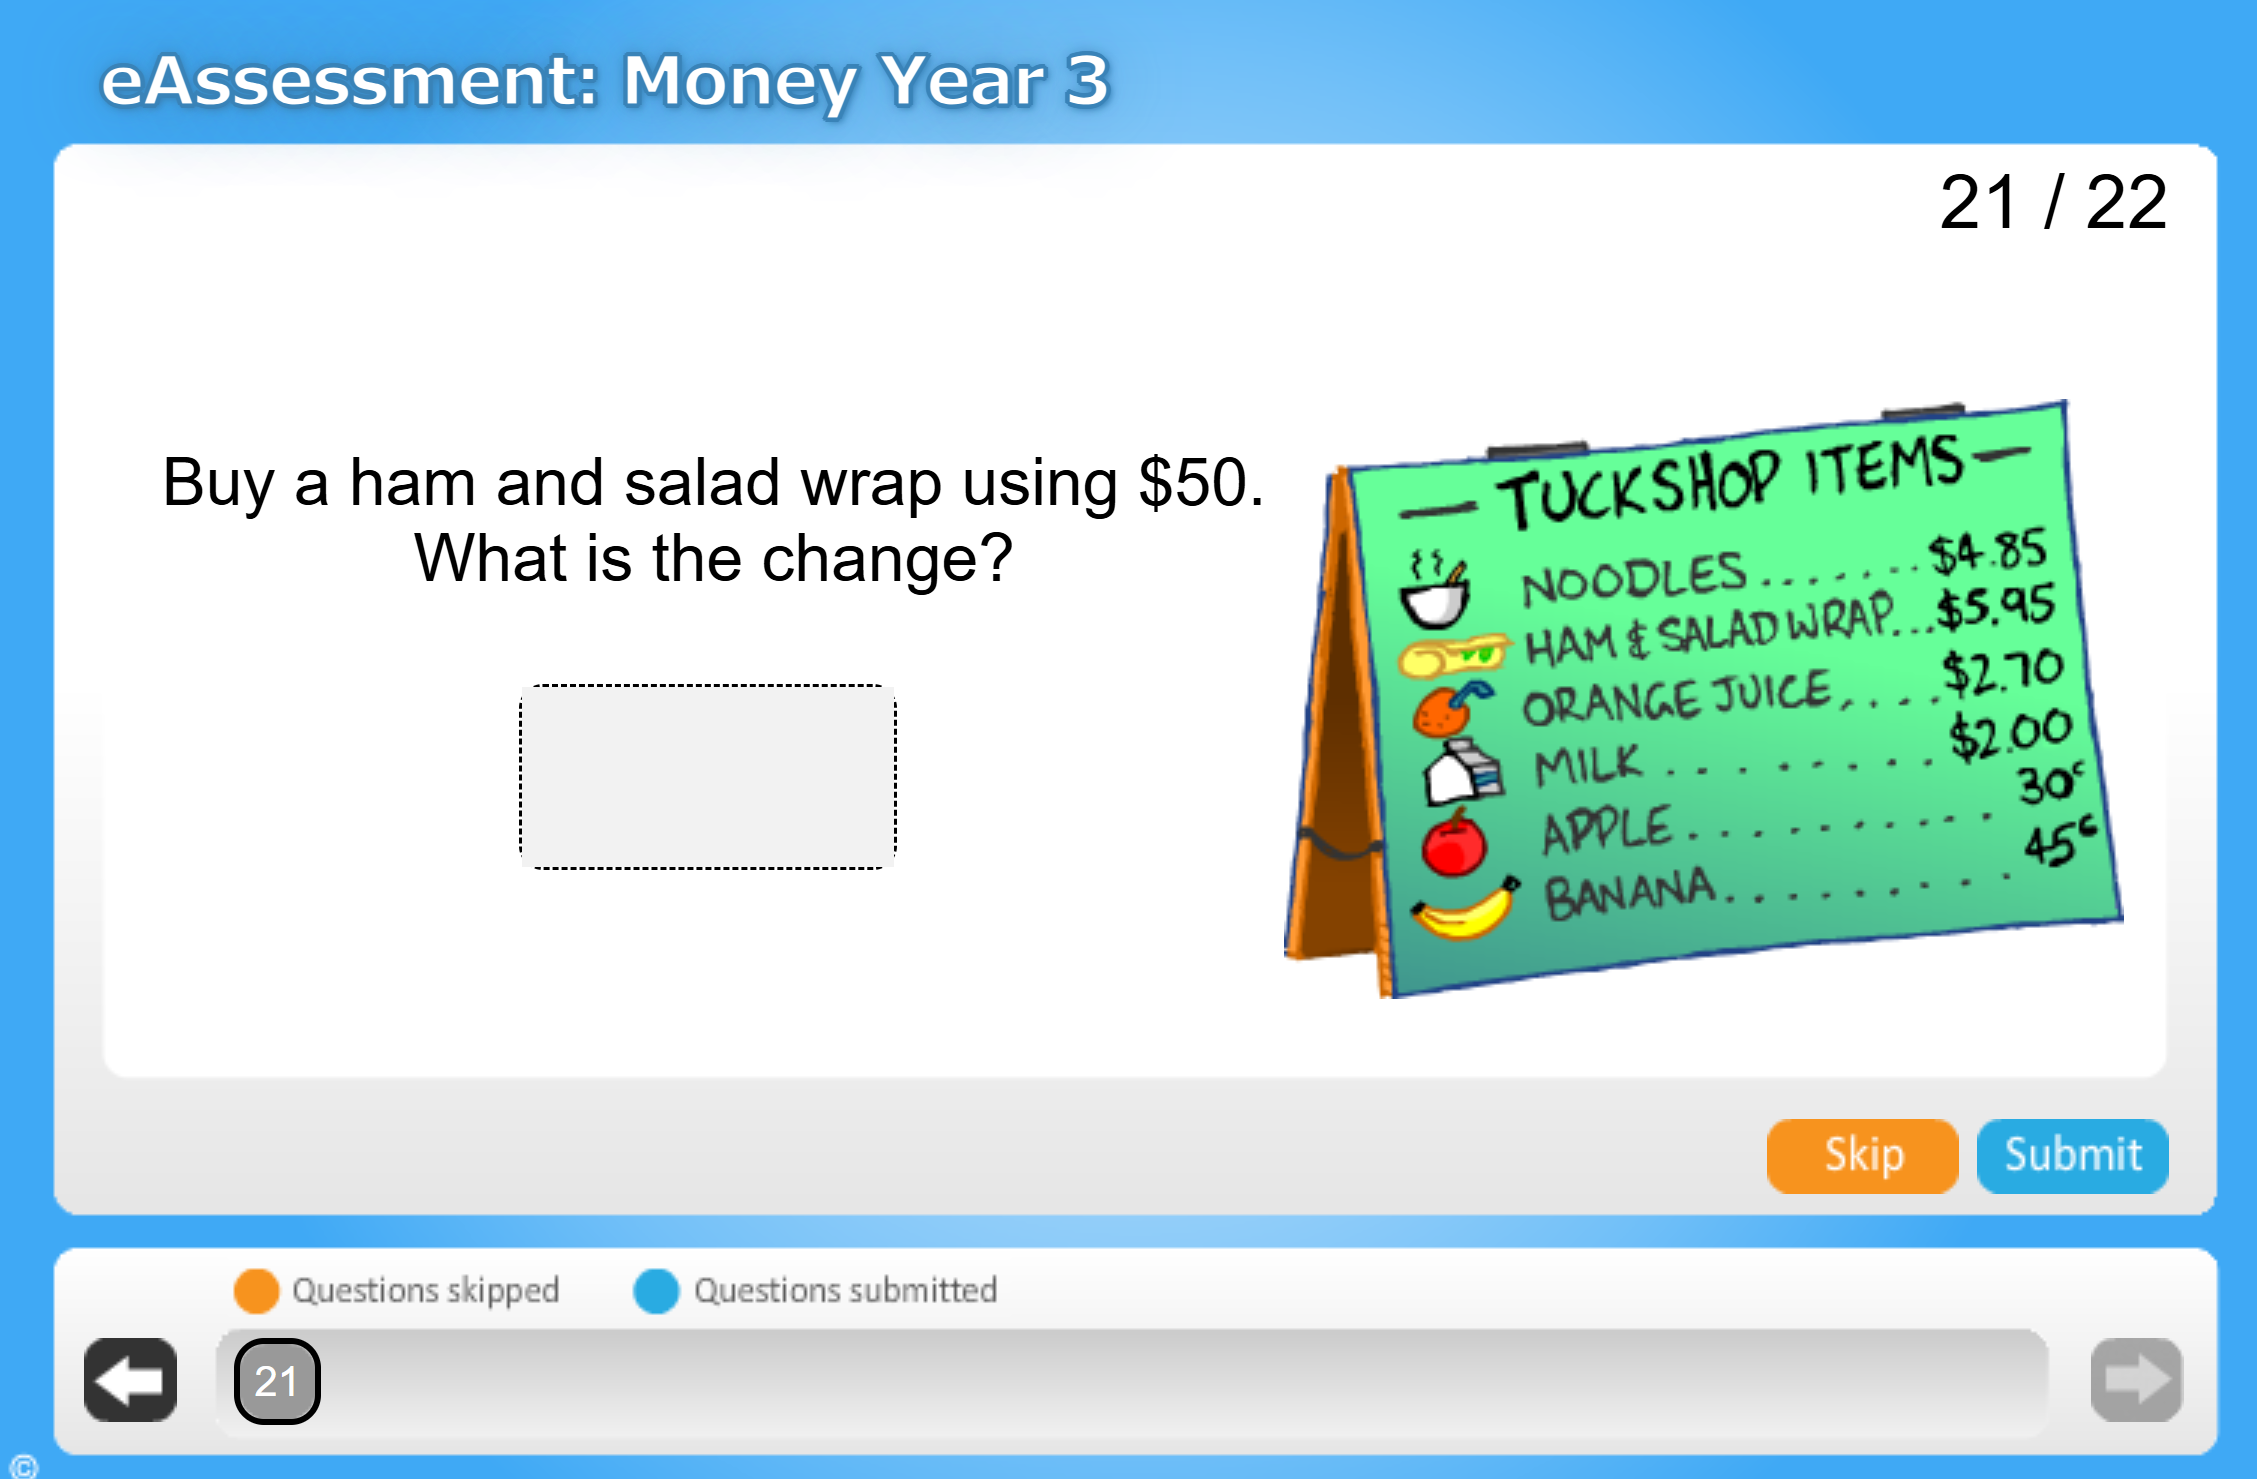 eAssessment: Money Year 3
21 / 22
Buy a ham and salad wrap using $50.
What is the change?
— TUCKSHOP ITEMS —
NOODLES ....... $4.85
HAM & SALAD WRAP... $5.95
ORANGE JUICE..... $2.70
MILK ......... $2.00
APPLE.......... 30c
BANANA......... 45c
Skip
Submit
Questions skipped
Questions submitted
21
©